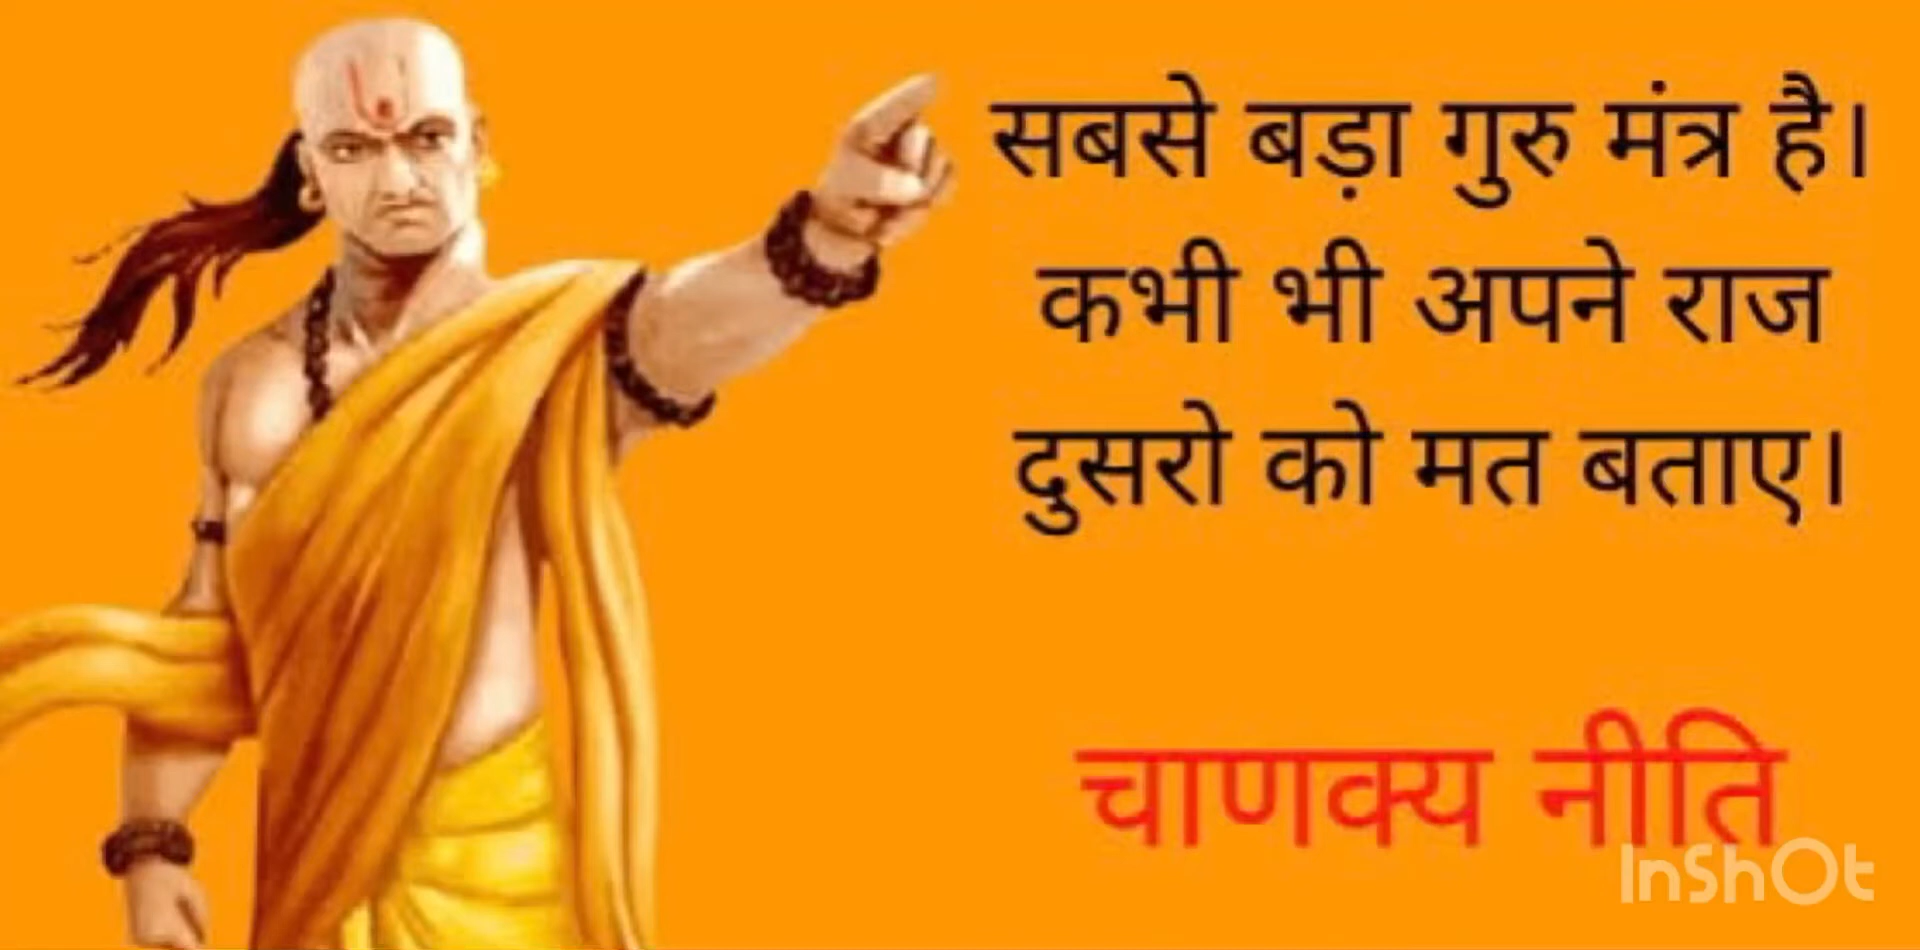 सबसे बड़ा गुरु मंत्र है।
कभी भी अपने राज
दुसरो को मत बताए।
चाणक्य नीति
InShOt